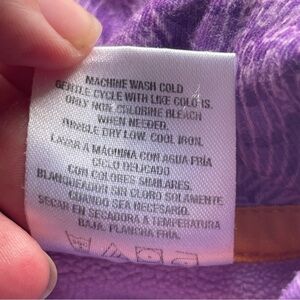 MACHINE WASH COLD
GENTLE CYCLE WITH LIKE COLORS.
ONLY NON-CHLORINE BLEACH
WHEN NEEDED.
TUMBLE DRY LOW. COOL IRON.
LAVAR A MÁQUINA CON AGUA FRÍA
CICLO DELICADO
CON COLORES SIMILARES.
BLANQUEADOR SIN CLORO SOLAMENTE
CUANDO SEA NECESARIO.
SECAR EN SECADORA A TEMPERATURA
BAJA. PLANCHA FRIA.